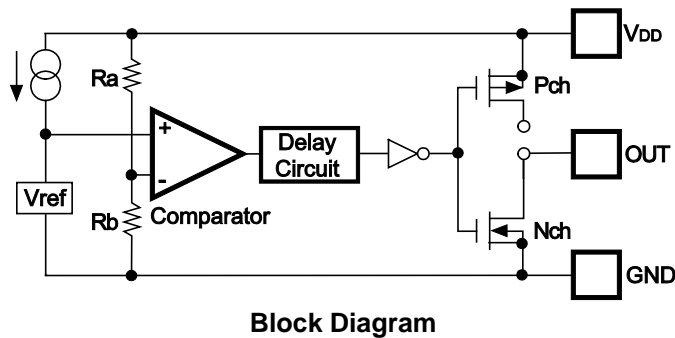 VDD
Ra
Pch
+
Delay
Circuit
OUT
-
Vref
Rb
Comparator
Nch
GND
Block Diagram